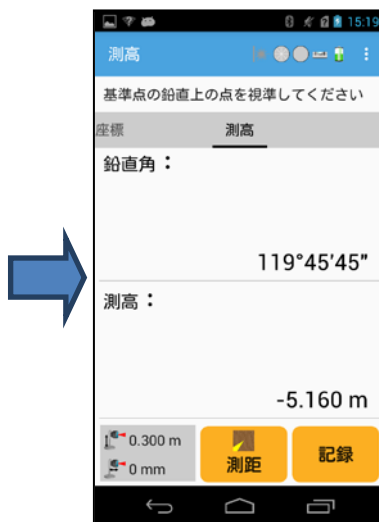 15:19
測高
基準点の鉛直上の点を視準してください
座標 測高
鉛直角：
119°45'45"
測高：
-5.160 m
0.300 m
0 mm
測距
記録